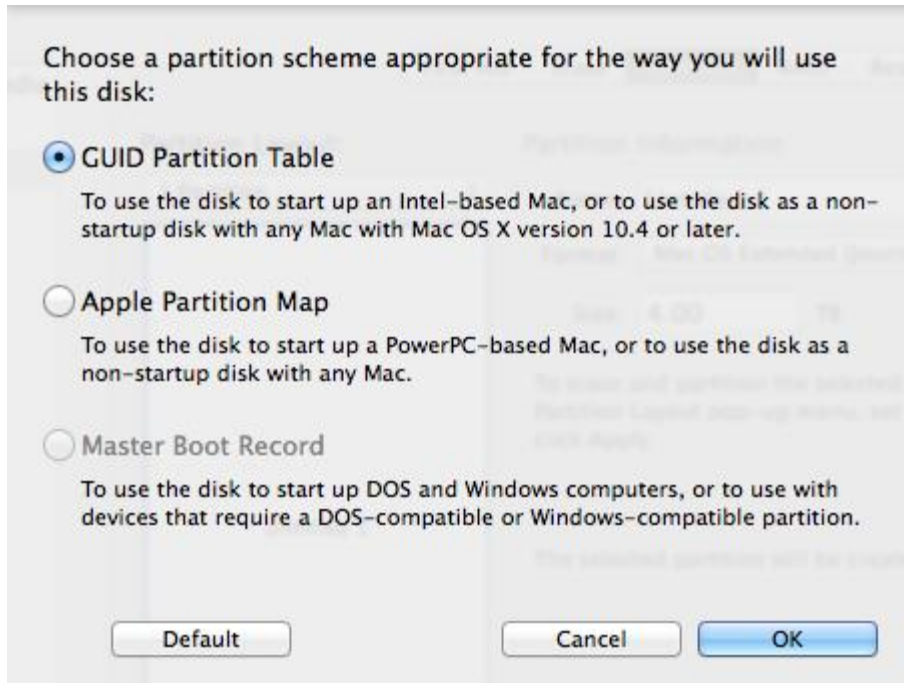 Choose a partition scheme appropriate for the way you will use
this disk:
GUID Partition Table
To use the disk to start up an Intel-based Mac, or to use the disk as a non-
startup disk with any Mac with Mac OS X version 10.4 or later.
Apple Partition Map
To use the disk to start up a PowerPC-based Mac, or to use the disk as a
non-startup disk with any Mac.
Master Boot Record
To use the disk to start up DOS and Windows computers, or to use with
devices that require a DOS-compatible or Windows-compatible partition.
Default Cancel OK